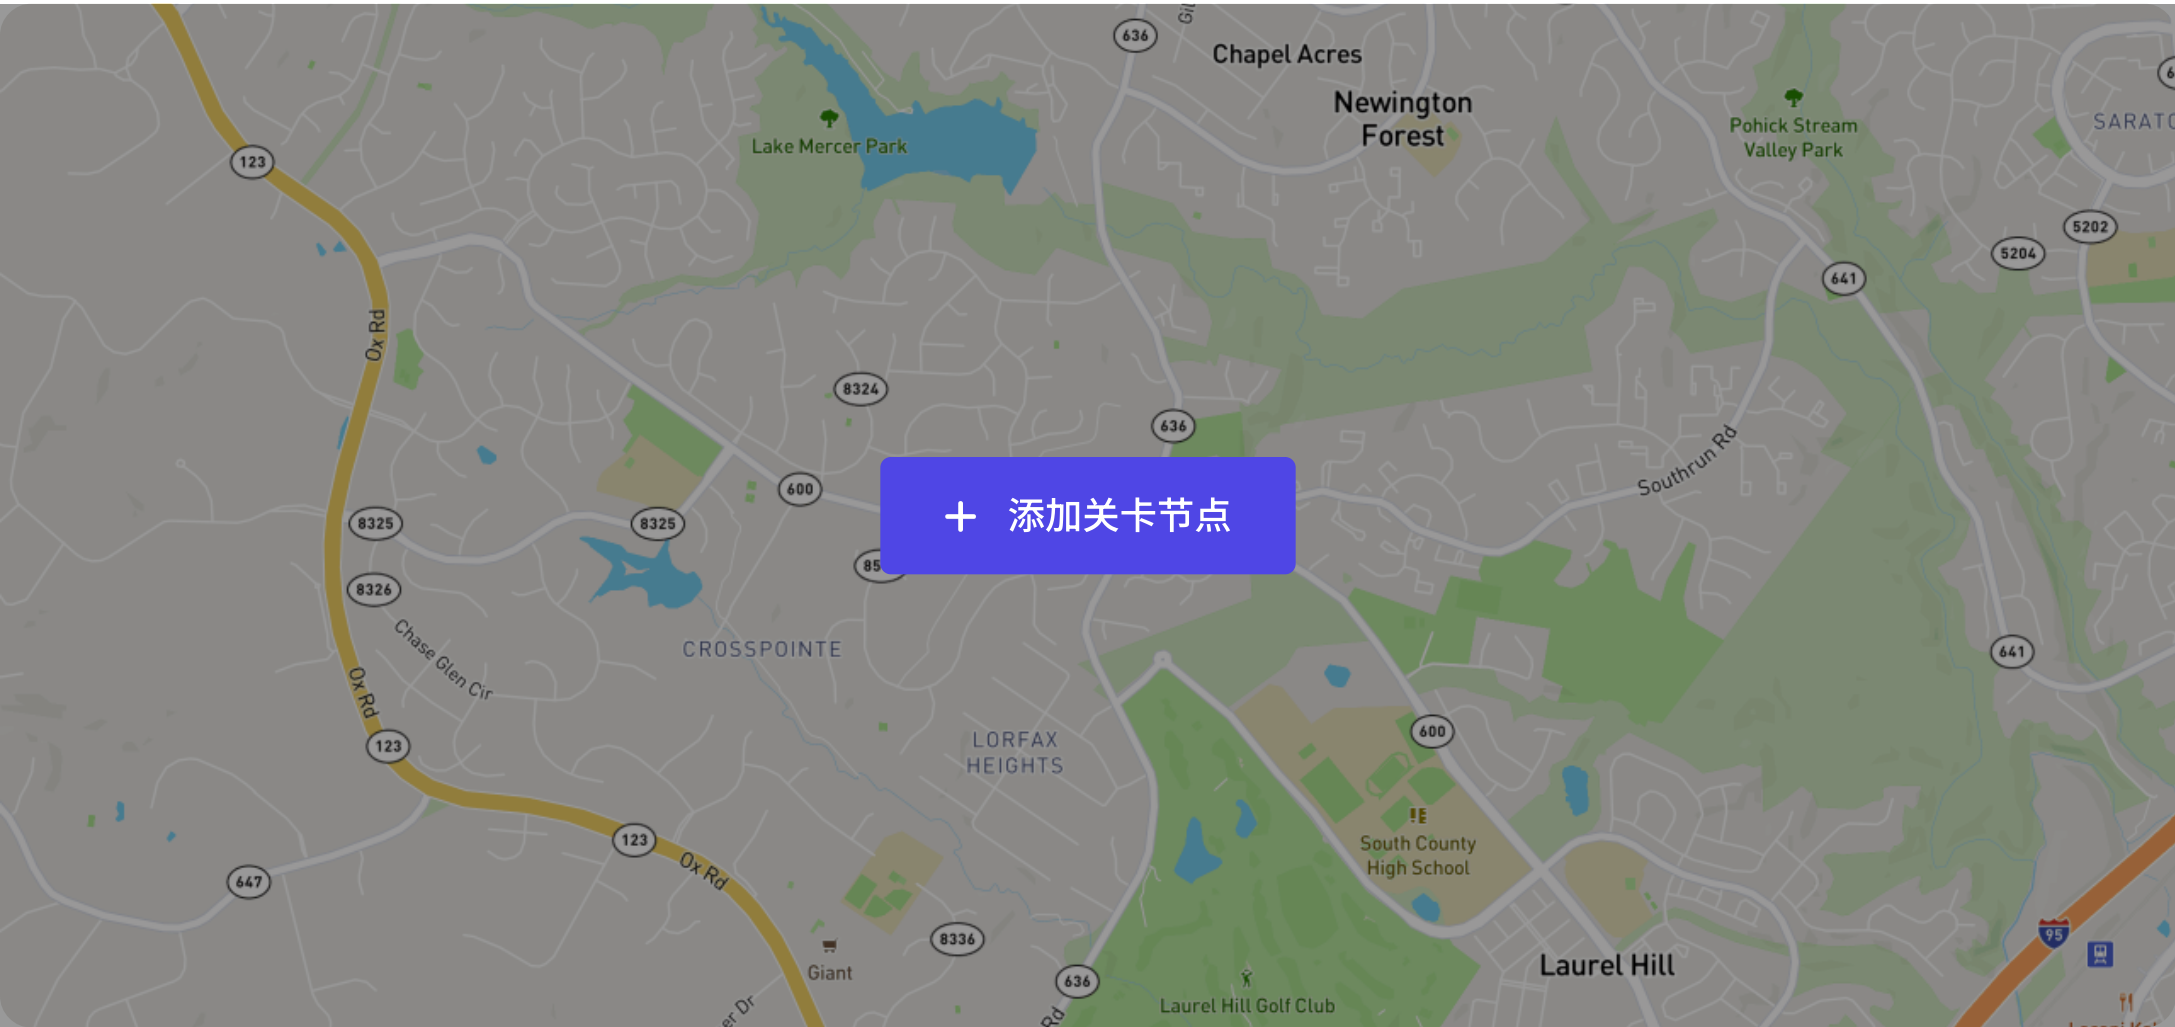 636
Chapel Acres
Newington
Forest
Lake Mercer Park
Pohick Stream
Valley Park
123
5202
5204
641
Ox Rd
8324
636
Southrun Rd
600
添加关卡节点
8325
8325
8326
Chase Glen Cir
CROSSPOINTE
641
Ox Rd
123
LORFAX
HEIGHTS
600
South County
High School
123
Ox Rd
647
8336
95
Giant
Laurel Hill
636
Laurel Hill Golf Club